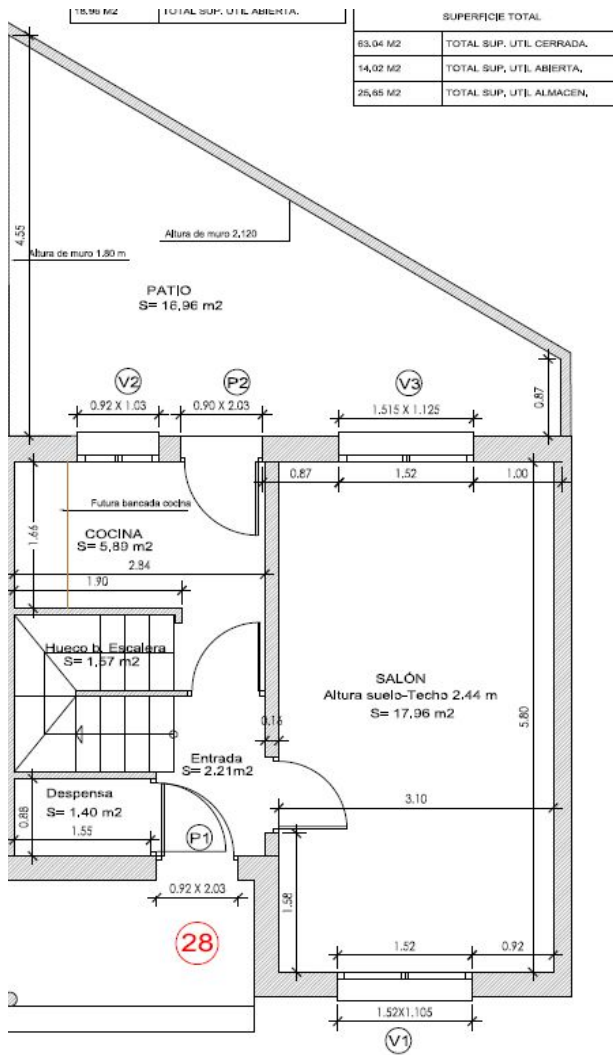 18.96 M2 TOTAL SUP. UTIL ABIERTA.
SUPERFICIE TOTAL
63.04 M2 TOTAL SUP. UTIL CERRADA.
14,02 M2 TOTAL SUP. UTIL ABIERTA,
25,65 M2 TOTAL SUP. UTIL ALMACEN,
4.55
Altura de muro 2,120
Altura de muro 1.80 m
PATIO
S= 16,96 m2
V2
P2
V3
0.92 X 1.03
0.90 X 2.03
1.515 X 1.125
0.87
0.87
1.52
1.00
Futura bancada cocina
1.66
COCINA
S= 5,89 m2
2.84
1.90
Hueco b. Escalera
S= 1,57 m2
SALÓN
Altura suelo-Techo 2.44 m
S= 17,96 m2
5.80
0.16
Entrada
S= 2.21m2
Despensa
S= 1,40 m2
0.88
1.55
P1
3.10
0.92 X 2.03
1.58
28
1.52
0.92
1.52X1.105
V1